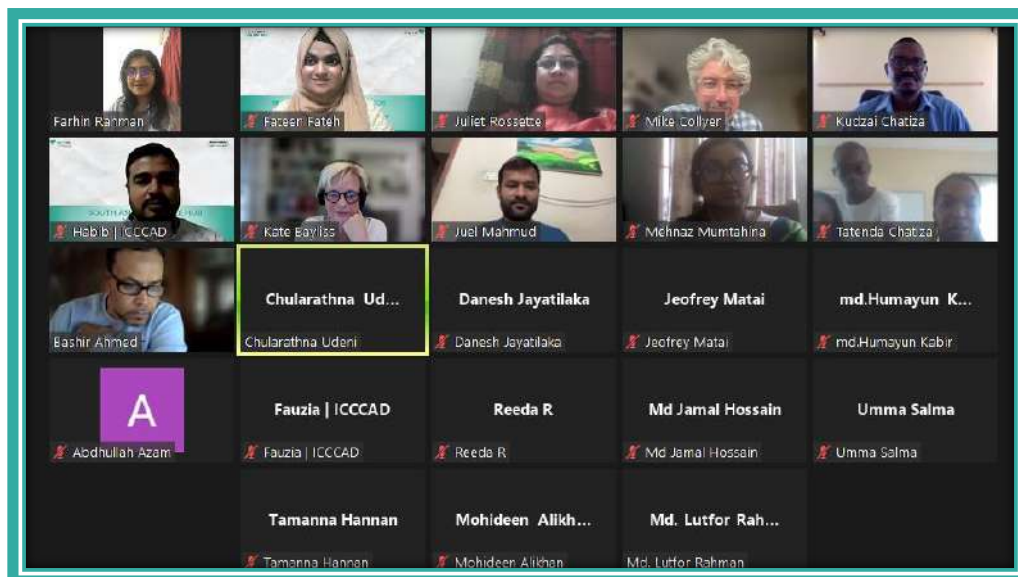 Farhin Rahman
Fateen Fateh
Juliet Rossette
Mike Collyer
Kudzai Chatiza
SOUTH AS
E HUB
Habib | ICCCAD
Kate Bayliss
Juel Mahmud
Mehnaz Mumtahina
Tatenda Chatiza
Bashir Ahmed
Chularathna Ud...
Chularathna Udeni
Danesh Jayatilaka
Danesh Jayatilaka
Jeofrey Matai
Jeofrey Matai
md.Humayun K...
md.Humayun Kabir
A
Abdhullah Azam
Fauzia | ICCCAD
Fauzia | ICCCAD
Reeda R
Reeda R
Md Jamal Hossain
Md Jamal Hossain
Umma Salma
Umma Salma
Tamanna Hannan
Tamanna Hannan
Mohideen Alikh...
Mohideen Alikhan
Md. Lutfor Rah...
Md. Lutfor Rahman